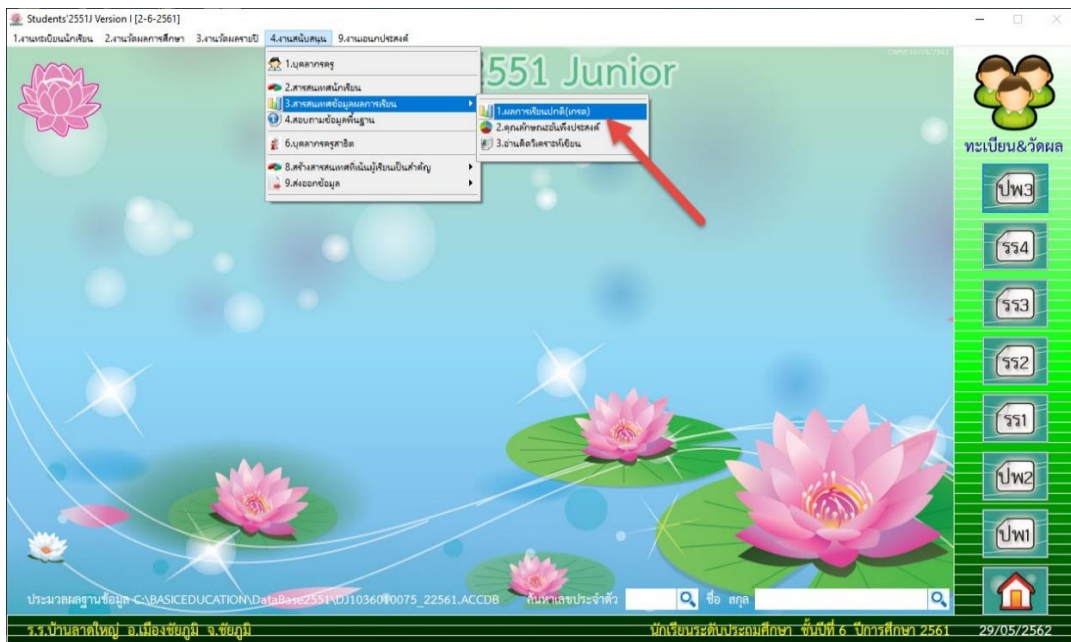 Students'2551J Version I [2-6-2561]
1.งานทะเบียนนักเรียน 2.งานวัดผลการศึกษา 3.งานวัดผลรายปี 4.งานสนับสนุน 9.งานเอนกประสงค์
2551 Junior
1.บุคลากรครู
2.สารสนเทศนักเรียน
3.สารสนเทศข้อมูลผลการเรียน
4.สอบถามข้อมูลพื้นฐาน
6.บุคลากรครูสาธิต
8.สร้างสารสนเทศที่เน้นผู้เรียนเป็นสำคัญ
9.ส่งออกข้อมูล
1.ผลการเรียนปกติ(เกรด)
2.คุณลักษณะอันพึงประสงค์
3.อ่านคิดวิเคราะห์เขียน
ทะเบียน&วัดผล
ปพ3
รร4
รร3
รร2
รร1
ปพ2
ปพ1
ประมวลผลฐานข้อมูล C:\BASICEDUCATION\DataBase2551\DJ1036010075_22561.ACCDB ค้นหาเลขประจำตัว ชื่อ สกุล
ร.ร.บ้านลาดใหญ่ อ.เมืองชัยภูมิ จ.ชัยภูมิ นักเรียนระดับประถมศึกษา ชั้นปีที่ 6 ปีการศึกษา 2561 29/05/2562